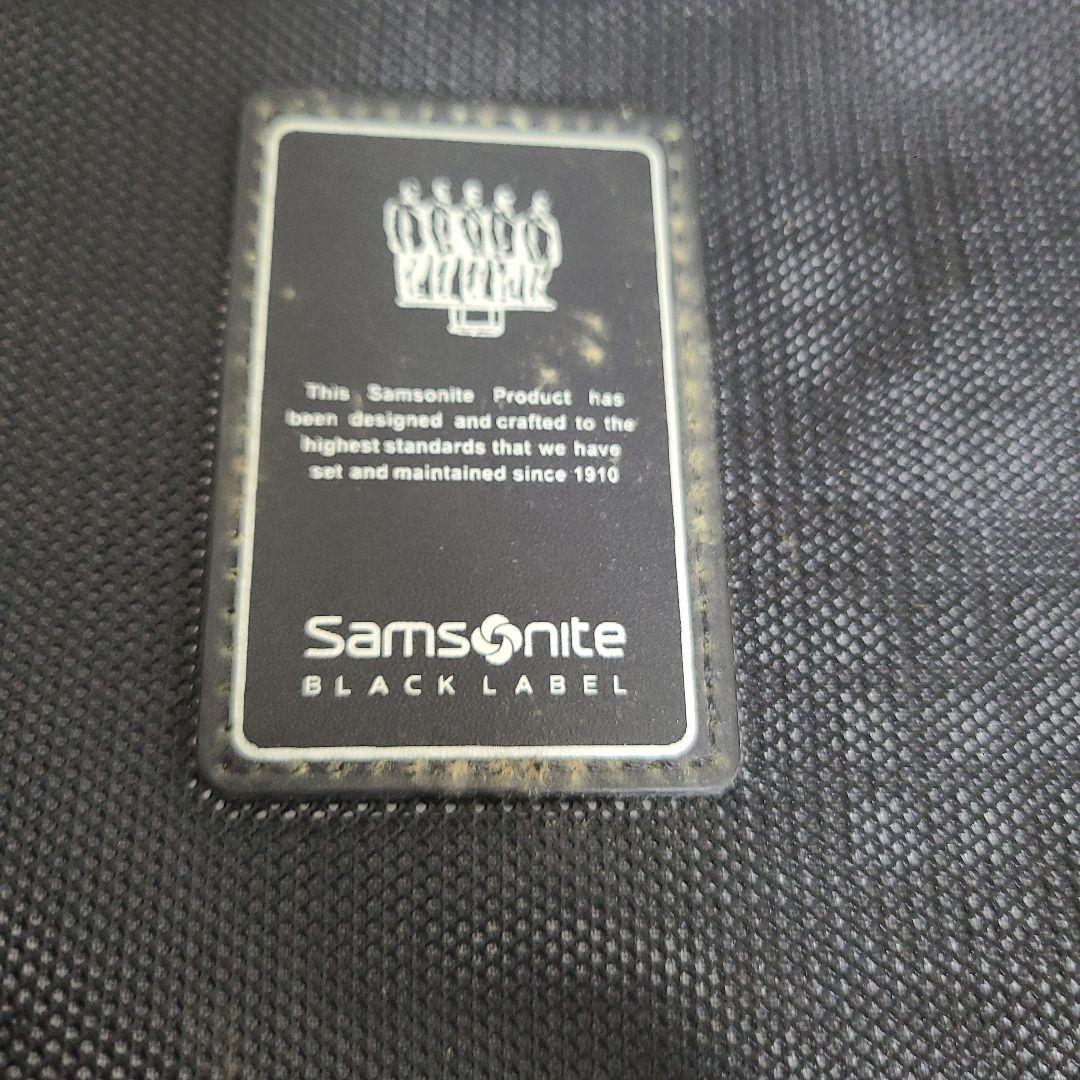 This Samsonite Product has
been designed and crafted to the
highest standards that we have
set and maintained since 1910
Samsonite
BLACK LABEL